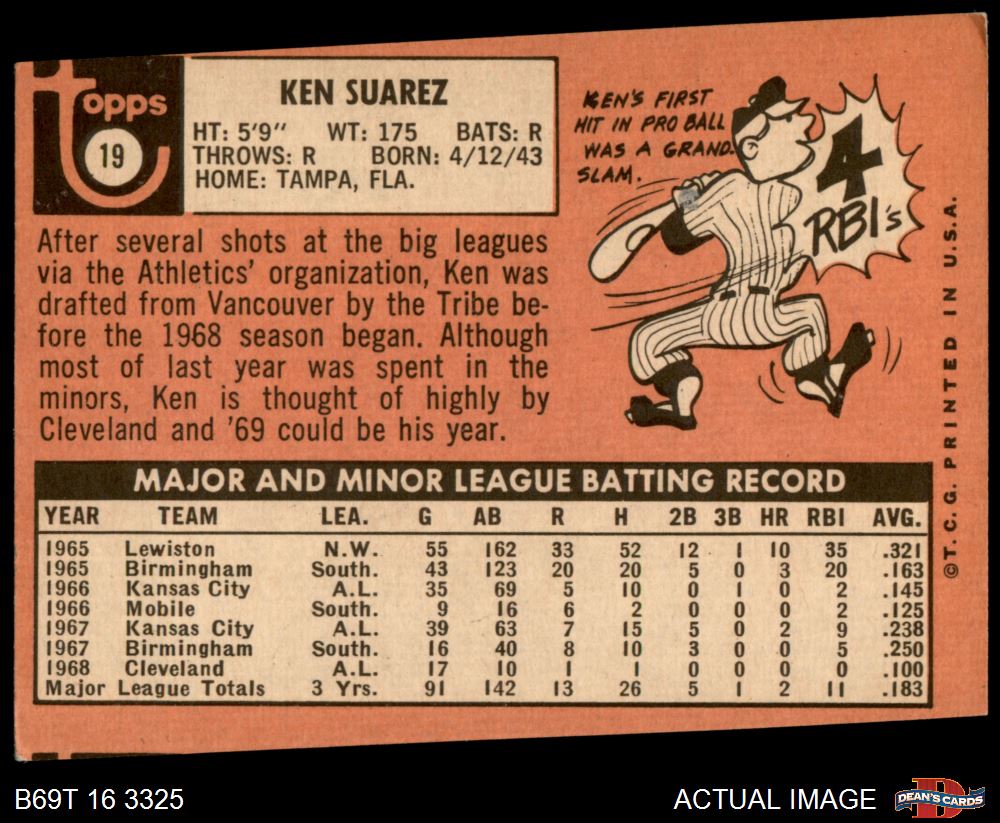 topps
19
KEN SUAREZ
HT: 5'9" WT: 175 BATS: R
THROWS: R BORN: 4/12/43
HOME: TAMPA, FLA.
KEN'S FIRST
HIT IN PRO BALL
WAS A GRAND
SLAM.
4
RBI's
After several shots at the big leagues
via the Athletics' organization, Ken was
drafted from Vancouver by the Tribe be-
fore the 1968 season began. Although
most of last year was spent in the
minors, Ken is thought of highly by
Cleveland and '69 could be his year.
©T.C.G. PRINTED IN U.S.A.
MAJOR AND MINOR LEAGUE BATTING RECORD
YEAR TEAM LEA. G AB R H 2B 3B HR RBI AVG.
1965 Lewiston N.W. 55 162 33 52 12 1 10 35 .321
1965 Birmingham South. 43 123 20 20 5 0 3 20 .163
1966 Kansas City A.L. 35 69 5 10 0 1 0 2 .145
1966 Mobile South. 9 16 6 2 0 0 0 2 .125
1967 Kansas City A.L. 39 63 7 15 5 0 2 9 .238
1967 Birmingham South. 16 40 8 10 3 0 0 5 .250
1968 Cleveland A.L. 17 10 1 1 0 0 0 0 .100
Major League Totals 3 Yrs. 91 142 13 26 5 1 2 11 .183
B69T 16 3325
ACTUAL IMAGE
D
DEAN'S CARDS